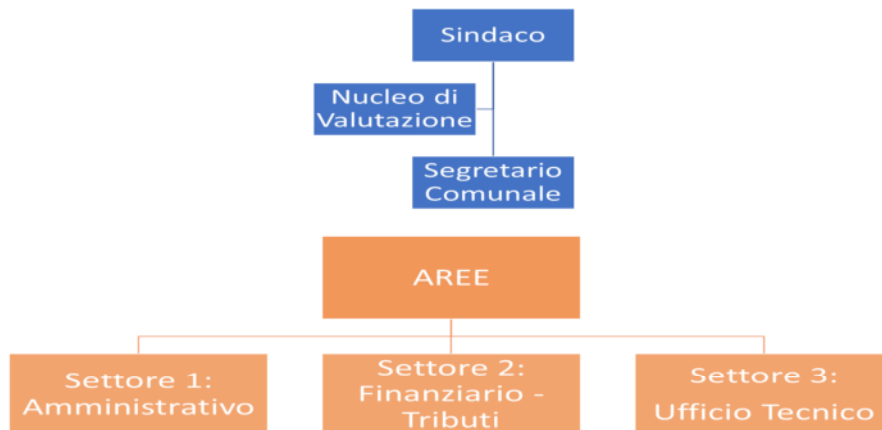 Sindaco
Nucleo di
Valutazione
Segretario
Comunale
AREE
Settore 1:
Amministrativo
Settore 2:
Finanziario -
Tributi
Settore 3:
Ufficio Tecnico